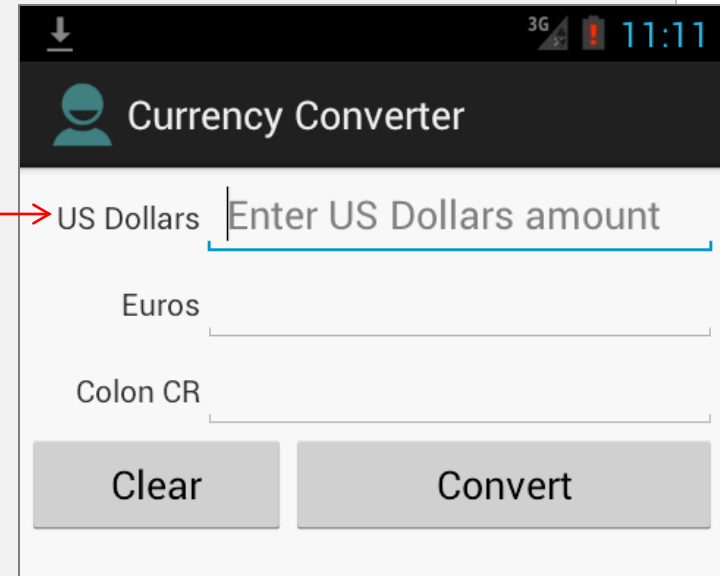 3G 11:11
Currency Converter
US Dollars Enter US Dollars amount
Euros
Colon CR
Clear Convert